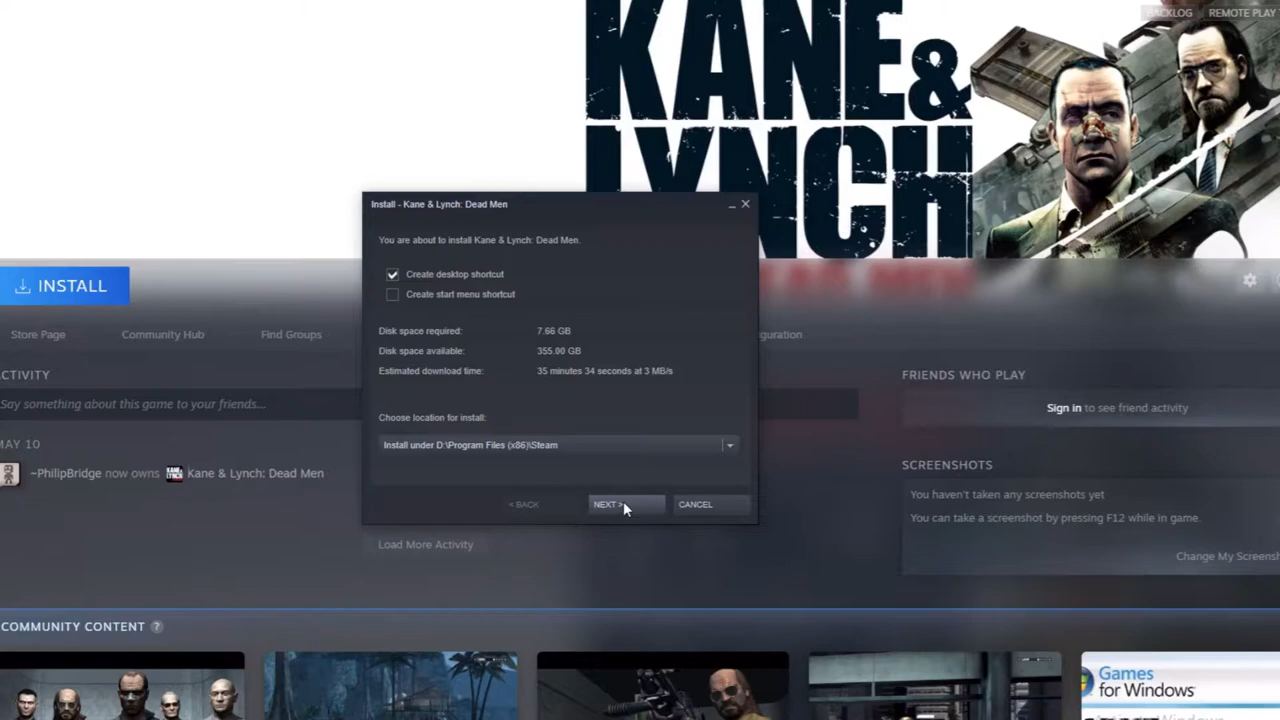 BACKLOG REMOTE PLAY
KANE &
LYNCH
Install - Kane & Lynch: Dead Men
You are about to install Kane & Lynch: Dead Men.
Create desktop shortcut
Create start menu shortcut
Disk space required: 7.66 GB
Disk space available: 355.00 GB
Estimated download time: 35 minutes 34 seconds at 3 MB/s
Choose location for install:
Install under D:\Program Files (x86)\Steam
< BACK NEXT > CANCEL
INSTALL
Store Page Community Hub Find Groups guration
CTIVITY
Say something about this game to your friends...
MAY 10
~PhilipBridge now owns Kane & Lynch: Dead Men
Load More Activity
FRIENDS WHO PLAY
Sign in to see friend activity
SCREENSHOTS
You haven't taken any screenshots yet
You can take a screenshot by pressing F12 while in game.
Change My Screensh
COMMUNITY CONTENT ?
Games
for Windows